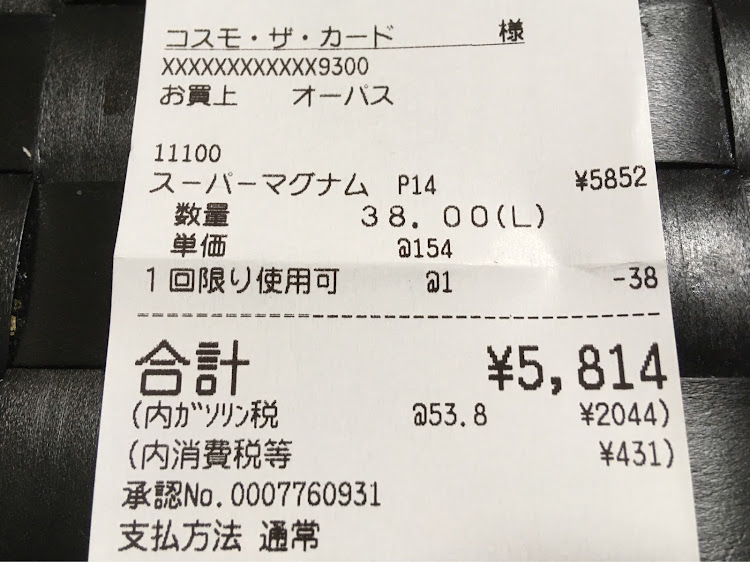 コスモ・ザ・カード 様
XXXXXXXXXXXX9300
お買上 オーパス
11100
スーパーマグナム P14 ¥5852
数量 38.00(L)
単価 @154
1回限り使用可 @1 -38
合計 ¥5,814
(内ｶﾞｿﾘﾝ税 @53.8 ¥2044)
(内消費税等 ¥431)
承認No.0007760931
支払方法 通常